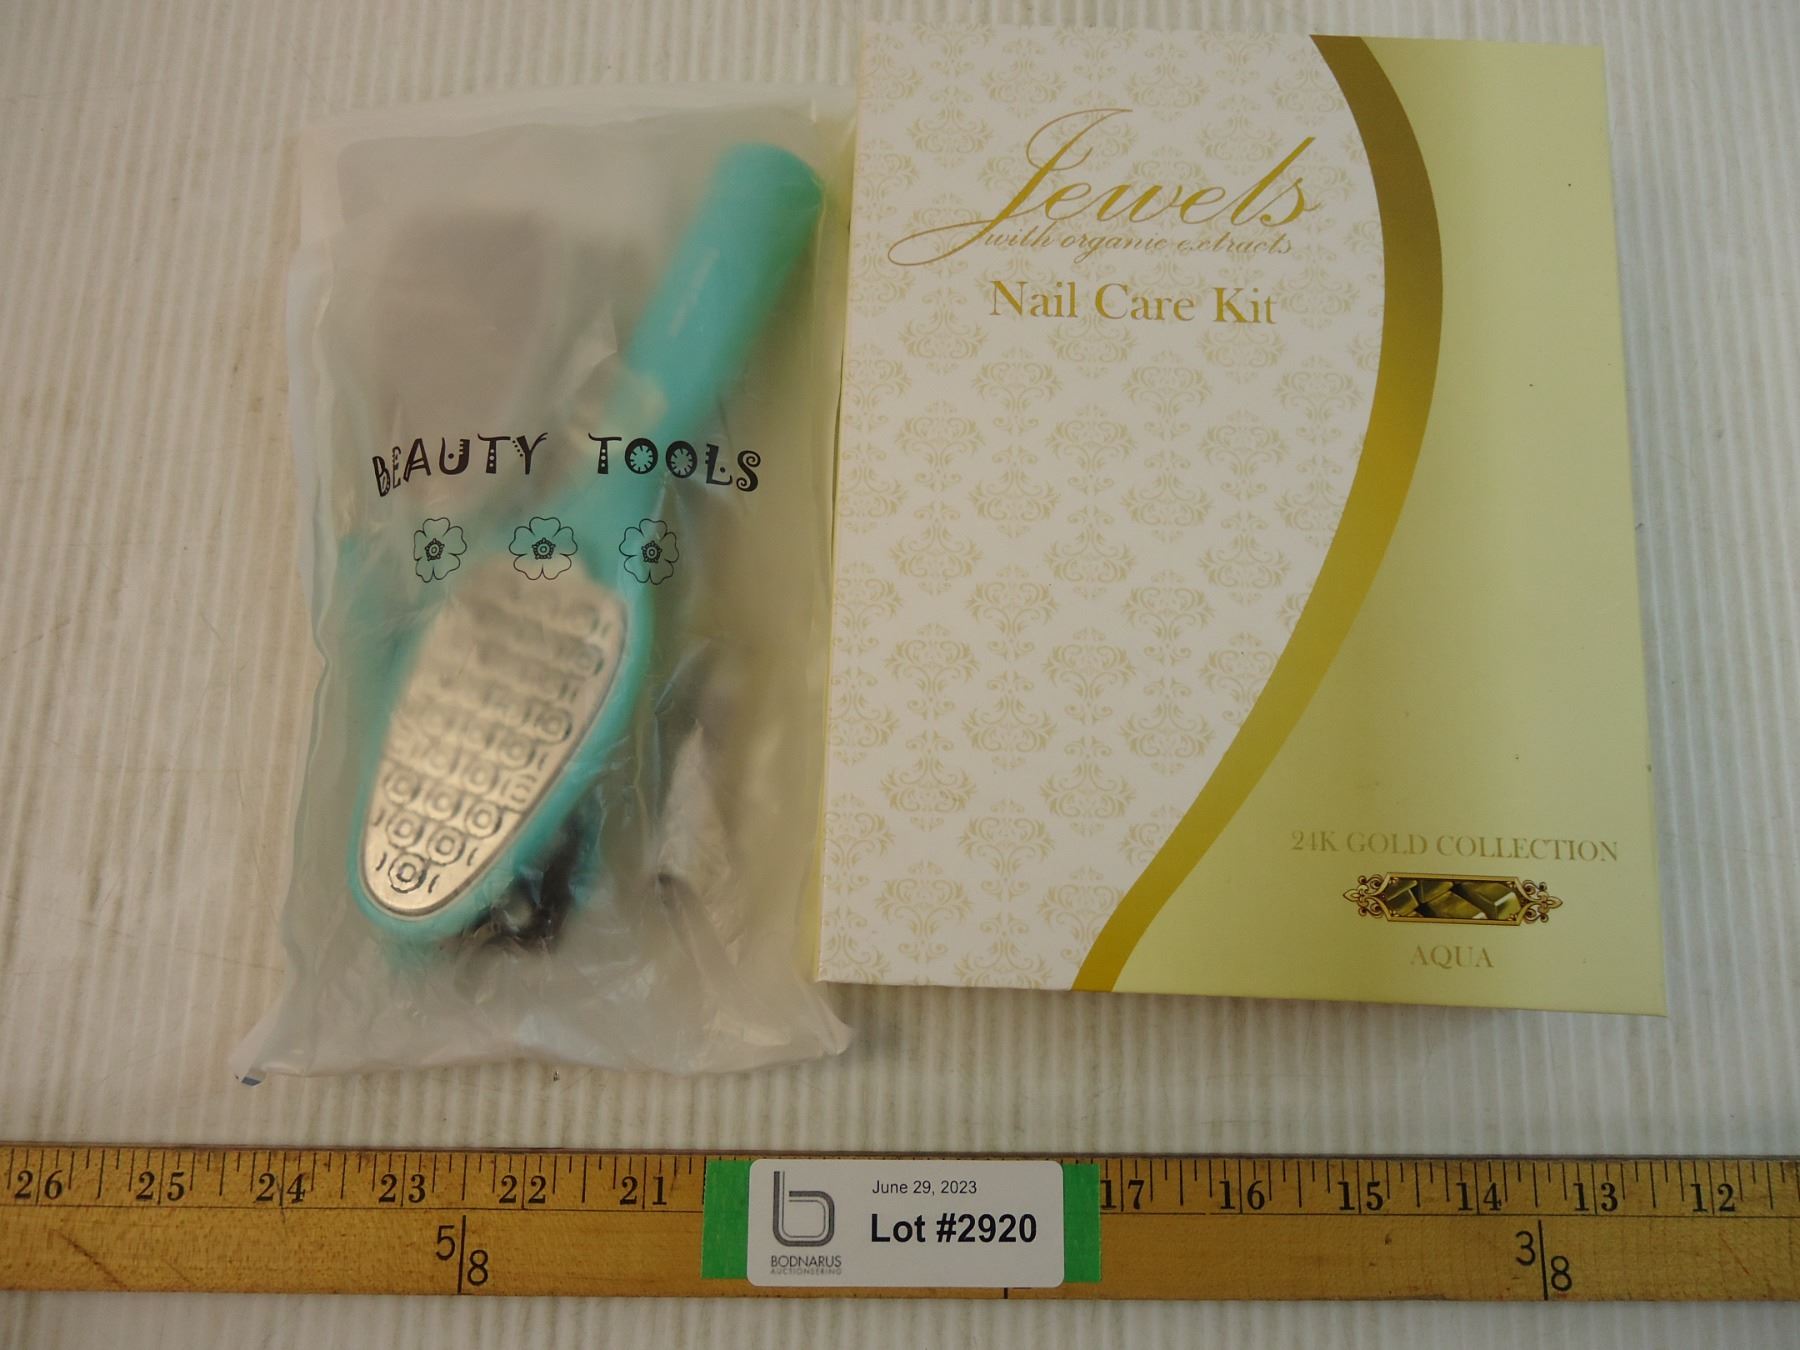 Jewels
with organic extracts
Nail Care Kit
BEAUTY TOOLS
24K GOLD COLLECTION
AQUA
26 25 24 23 22 21 17 16 15 14 13 12
5/8
3/8
June 29, 2023
Lot #2920
b
BODNARUS
AUCTIONEERING